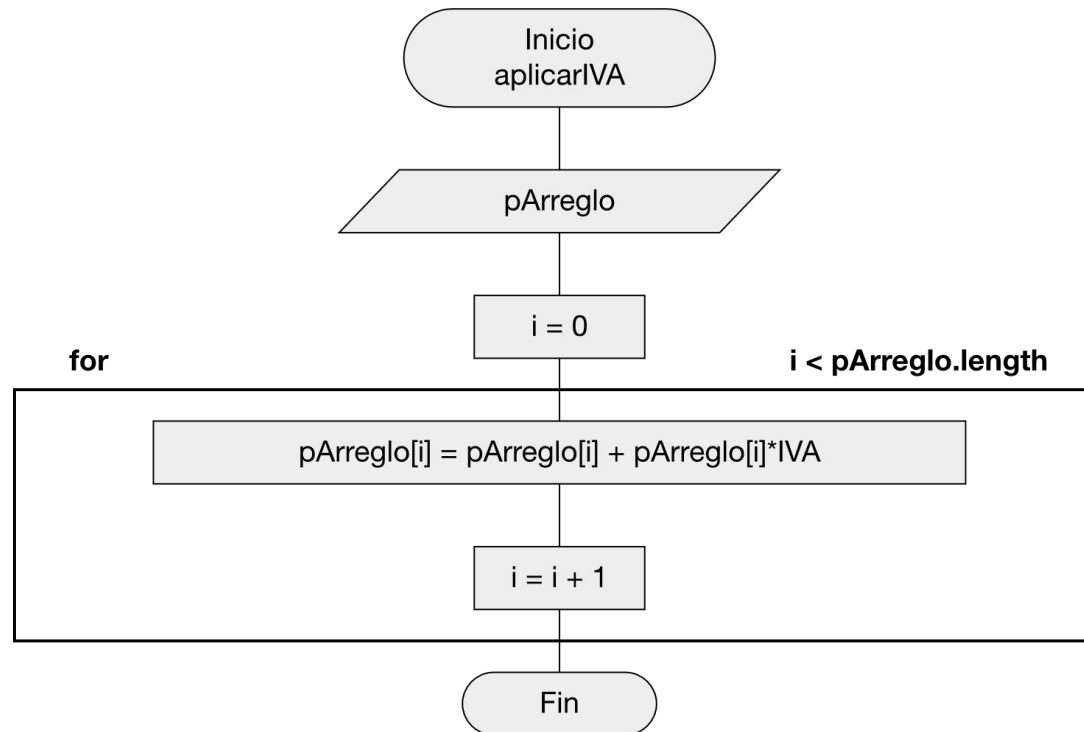 Inicio
aplicarIVA
pArreglo
i = 0
for
i < pArreglo.length
pArreglo[i] = pArreglo[i] + pArreglo[i]*IVA
i = i + 1
Fin